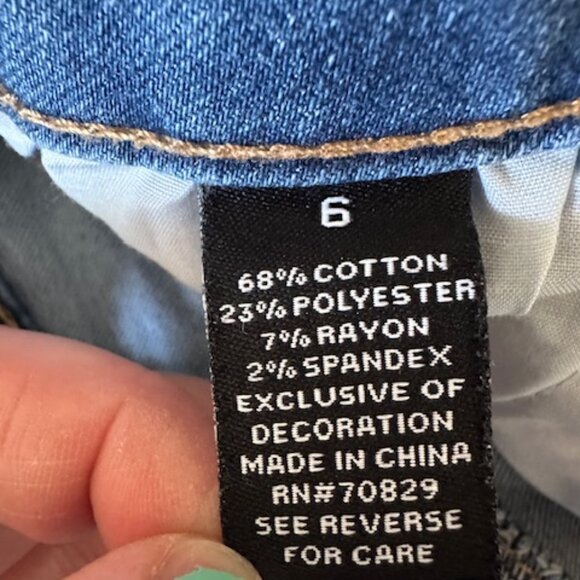 6
68% COTTON
23% POLYESTER
7% RAYON
2% SPANDEX
EXCLUSIVE OF
DECORATION
MADE IN CHINA
RN#70829
SEE REVERSE
FOR CARE